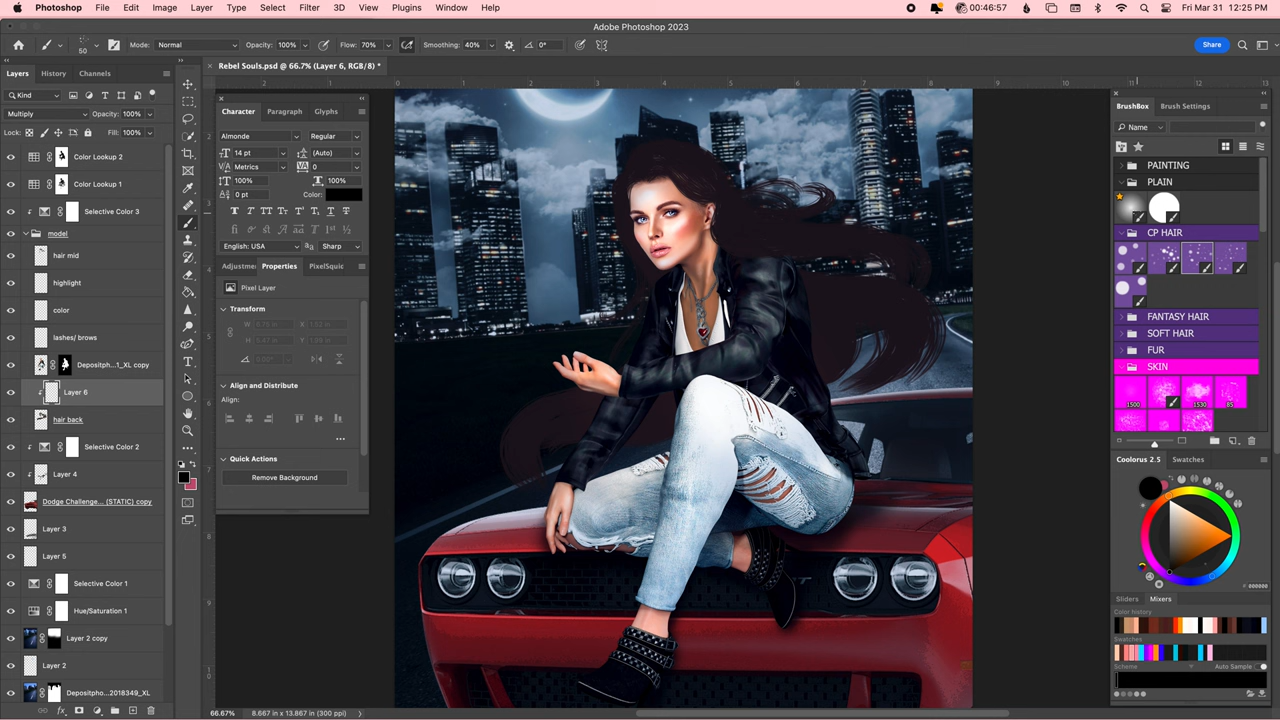 Photoshop File Edit Image Layer Type Select Filter 3D View Plugins Window Help 00:46:57 Fri Mar 31 12:25 PM
Adobe Photoshop 2023
50 Mode: Normal Opacity: 100% Flow: 70% Smoothing: 40% 0° Share
Layers History Channels
Rebel Souls.psd @ 66.7% (Layer 6, RGB/8) *
Kind
Multiply Opacity: 100%
Lock: Fill: 100%
Color Lookup 2
Color Lookup 1
Selective Color 3
model
hair mid
highlight
color
lashes/ brows
Depositph...1_XL copy
Layer 6
hair back
Selective Color 2
Layer 4
Dodge Challenge... (STATIC) copy
Layer 3
Layer 5
Selective Color 1
Hue/Saturation 1
Layer 2 copy
Layer 2
Depositpho...2018349_XL
Character Paragraph Glyphs
Almonde Regular
14 pt (Auto)
Metrics 0
100% 100%
0 pt Color:
English: USA Sharp
Adjustme Properties PixelSquic
Pixel Layer
Transform
Align and Distribute
Align:
Quick Actions
Remove Background
BrushBox Brush Settings
Name
PAINTING
PLAIN
CP HAIR
FANTASY HAIR
SOFT HAIR
FUR
SKIN
1500 1530 85
Coolorus 2.5 Swatches
# 000000
Sliders Mixers
Color history
Swatches
Scheme Auto Sample
66.67% 8.667 in x 13.867 in (300 ppi)